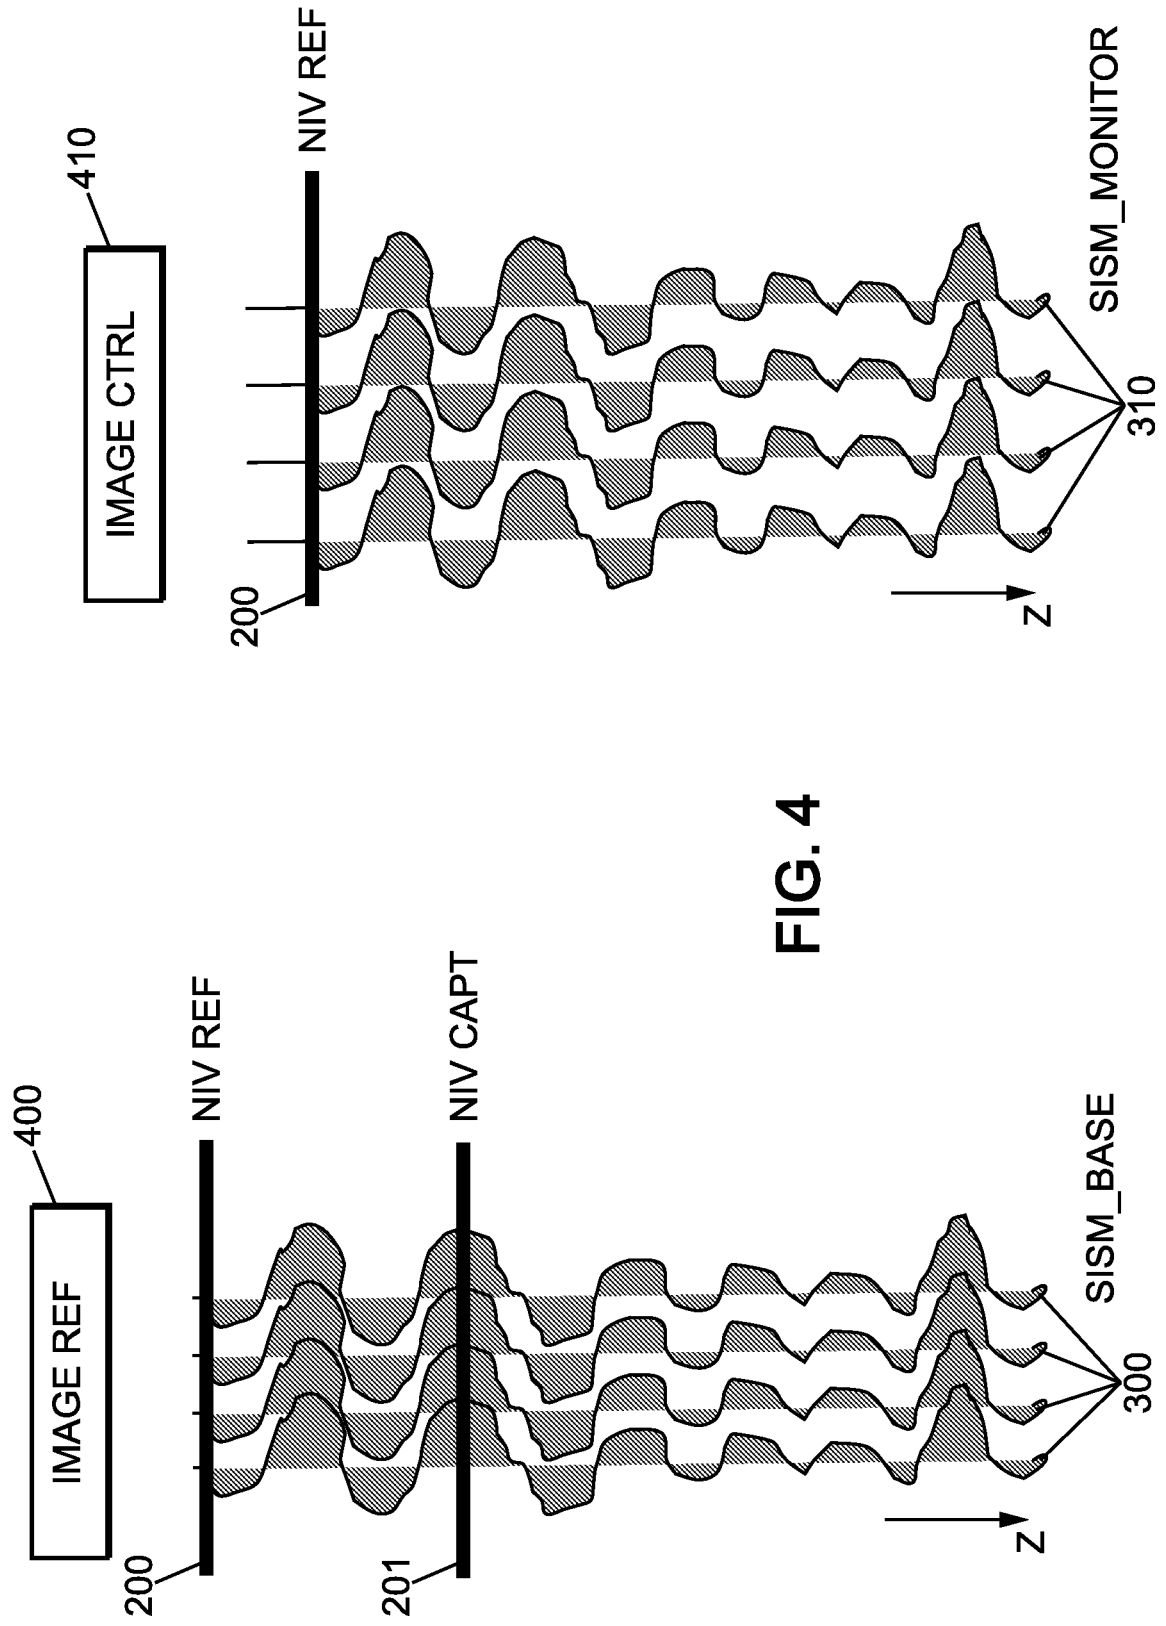 400
IMAGE REF
200
NIV REF
201
NIV CAPT
Z
SISM_BASE
300
FIG. 4
410
IMAGE CTRL
200
NIV REF
Z
SISM_MONITOR
310